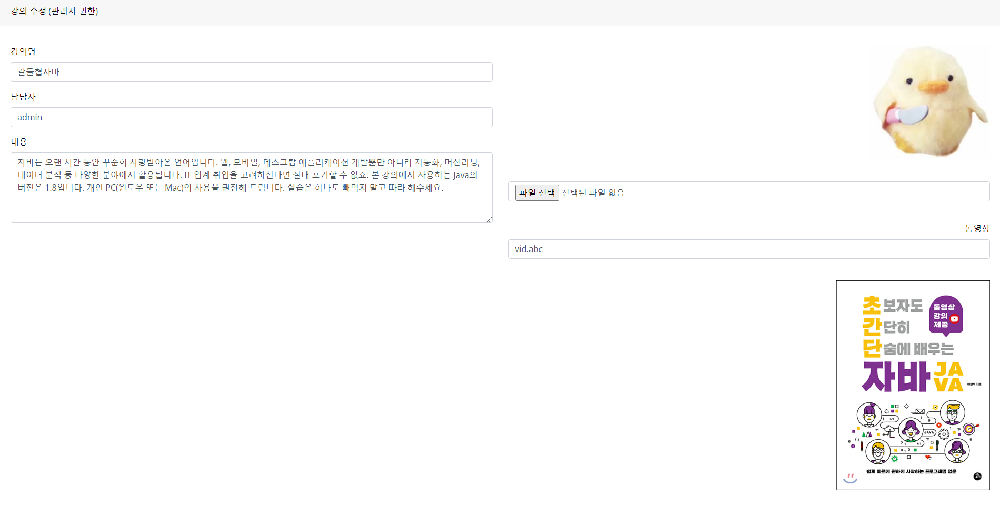 강의 수정 (관리자 권한)
강의명
칼들협자바
담당자
admin
내용
자바는 오랜 시간 동안 꾸준히 사랑받아온 언어입니다. 웹, 모바일, 데스크탑 애플리케이션 개발뿐만 아니라 자동화, 머신러닝,
데이터 분석 등 다양한 분야에서 활용됩니다. IT 업계 취업을 고려하신다면 절대 포기할 수 없죠. 본 강의에서 사용하는 Java의
버전은 1.8입니다. 개인 PC(윈도우 또는 Mac)의 사용을 권장해 드립니다. 실습은 하나도 빼먹지 말고 따라 해주세요.
파일 선택 선택된 파일 없음
동영상
vid.abc
초보자도
간단히
단숨에 배우는
자바 JA
VA
동영상
강의
제공
JAVA
쉽게 빠르게 편하게 시작하는 프로그래밍 입문